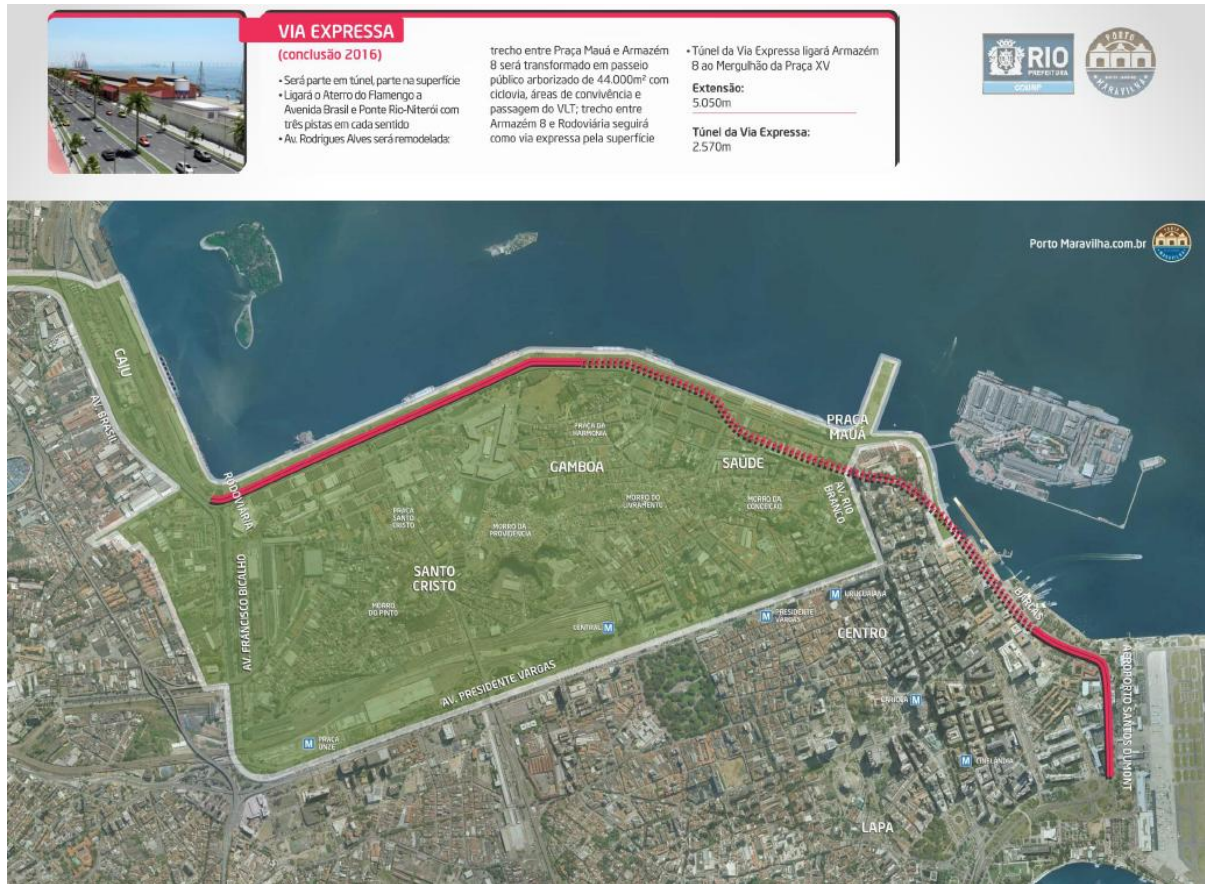 VIA EXPRESSA
(conclusão 2016)
• Será parte em túnel, parte na superfície
• Ligará o Aterro do Flamengo a
Avenida Brasil e Ponte Rio-Niterói com
três pistas em cada sentido
• Av. Rodrigues Alves será remodelada:
trecho entre Praça Mauá e Armazém
8 será transformado em passeio
público arborizado de 44.000m² com
ciclovia, áreas de convivência e
passagem do VLT; trecho entre
Armazém 8 e Rodoviária seguirá
como via expressa pela superfície
• Túnel da Via Expressa ligará Armazém
8 ao Mergulhão da Praça XV
Extensão:
5.050m
Túnel da Via Expressa:
2.570m
RIO
PREFEITURA
CDURP
PORTO
MARAVILHA
Porto Maravilha.com.br
CAJU
AV. BRASIL
RODOVIÁRIA
AV. FRANCISCO BICALHO
PRAÇA
SANTO
CRISTO
SANTO
CRISTO
MORRO
DO PINTO
MORRO DA
PROVIDÊNCIA
PRAÇA DA
HARMONIA
GAMBOA
MORRO DO
LIVRAMENTO
SAÚDE
MORRO DA
CONCEIÇÃO
PRAÇA
MAUÁ
AV. RIO
BRANCO
CENTRAL M
M PRAÇA
ONZE
AV. PRESIDENTE VARGAS
M PRESIDENTE
VARGAS
M URUGUAIANA
CENTRO
CARIOCA M
M CINELÂNDIA
LAPA
BARCAS
AEROPORTO SANTOS DUMONT